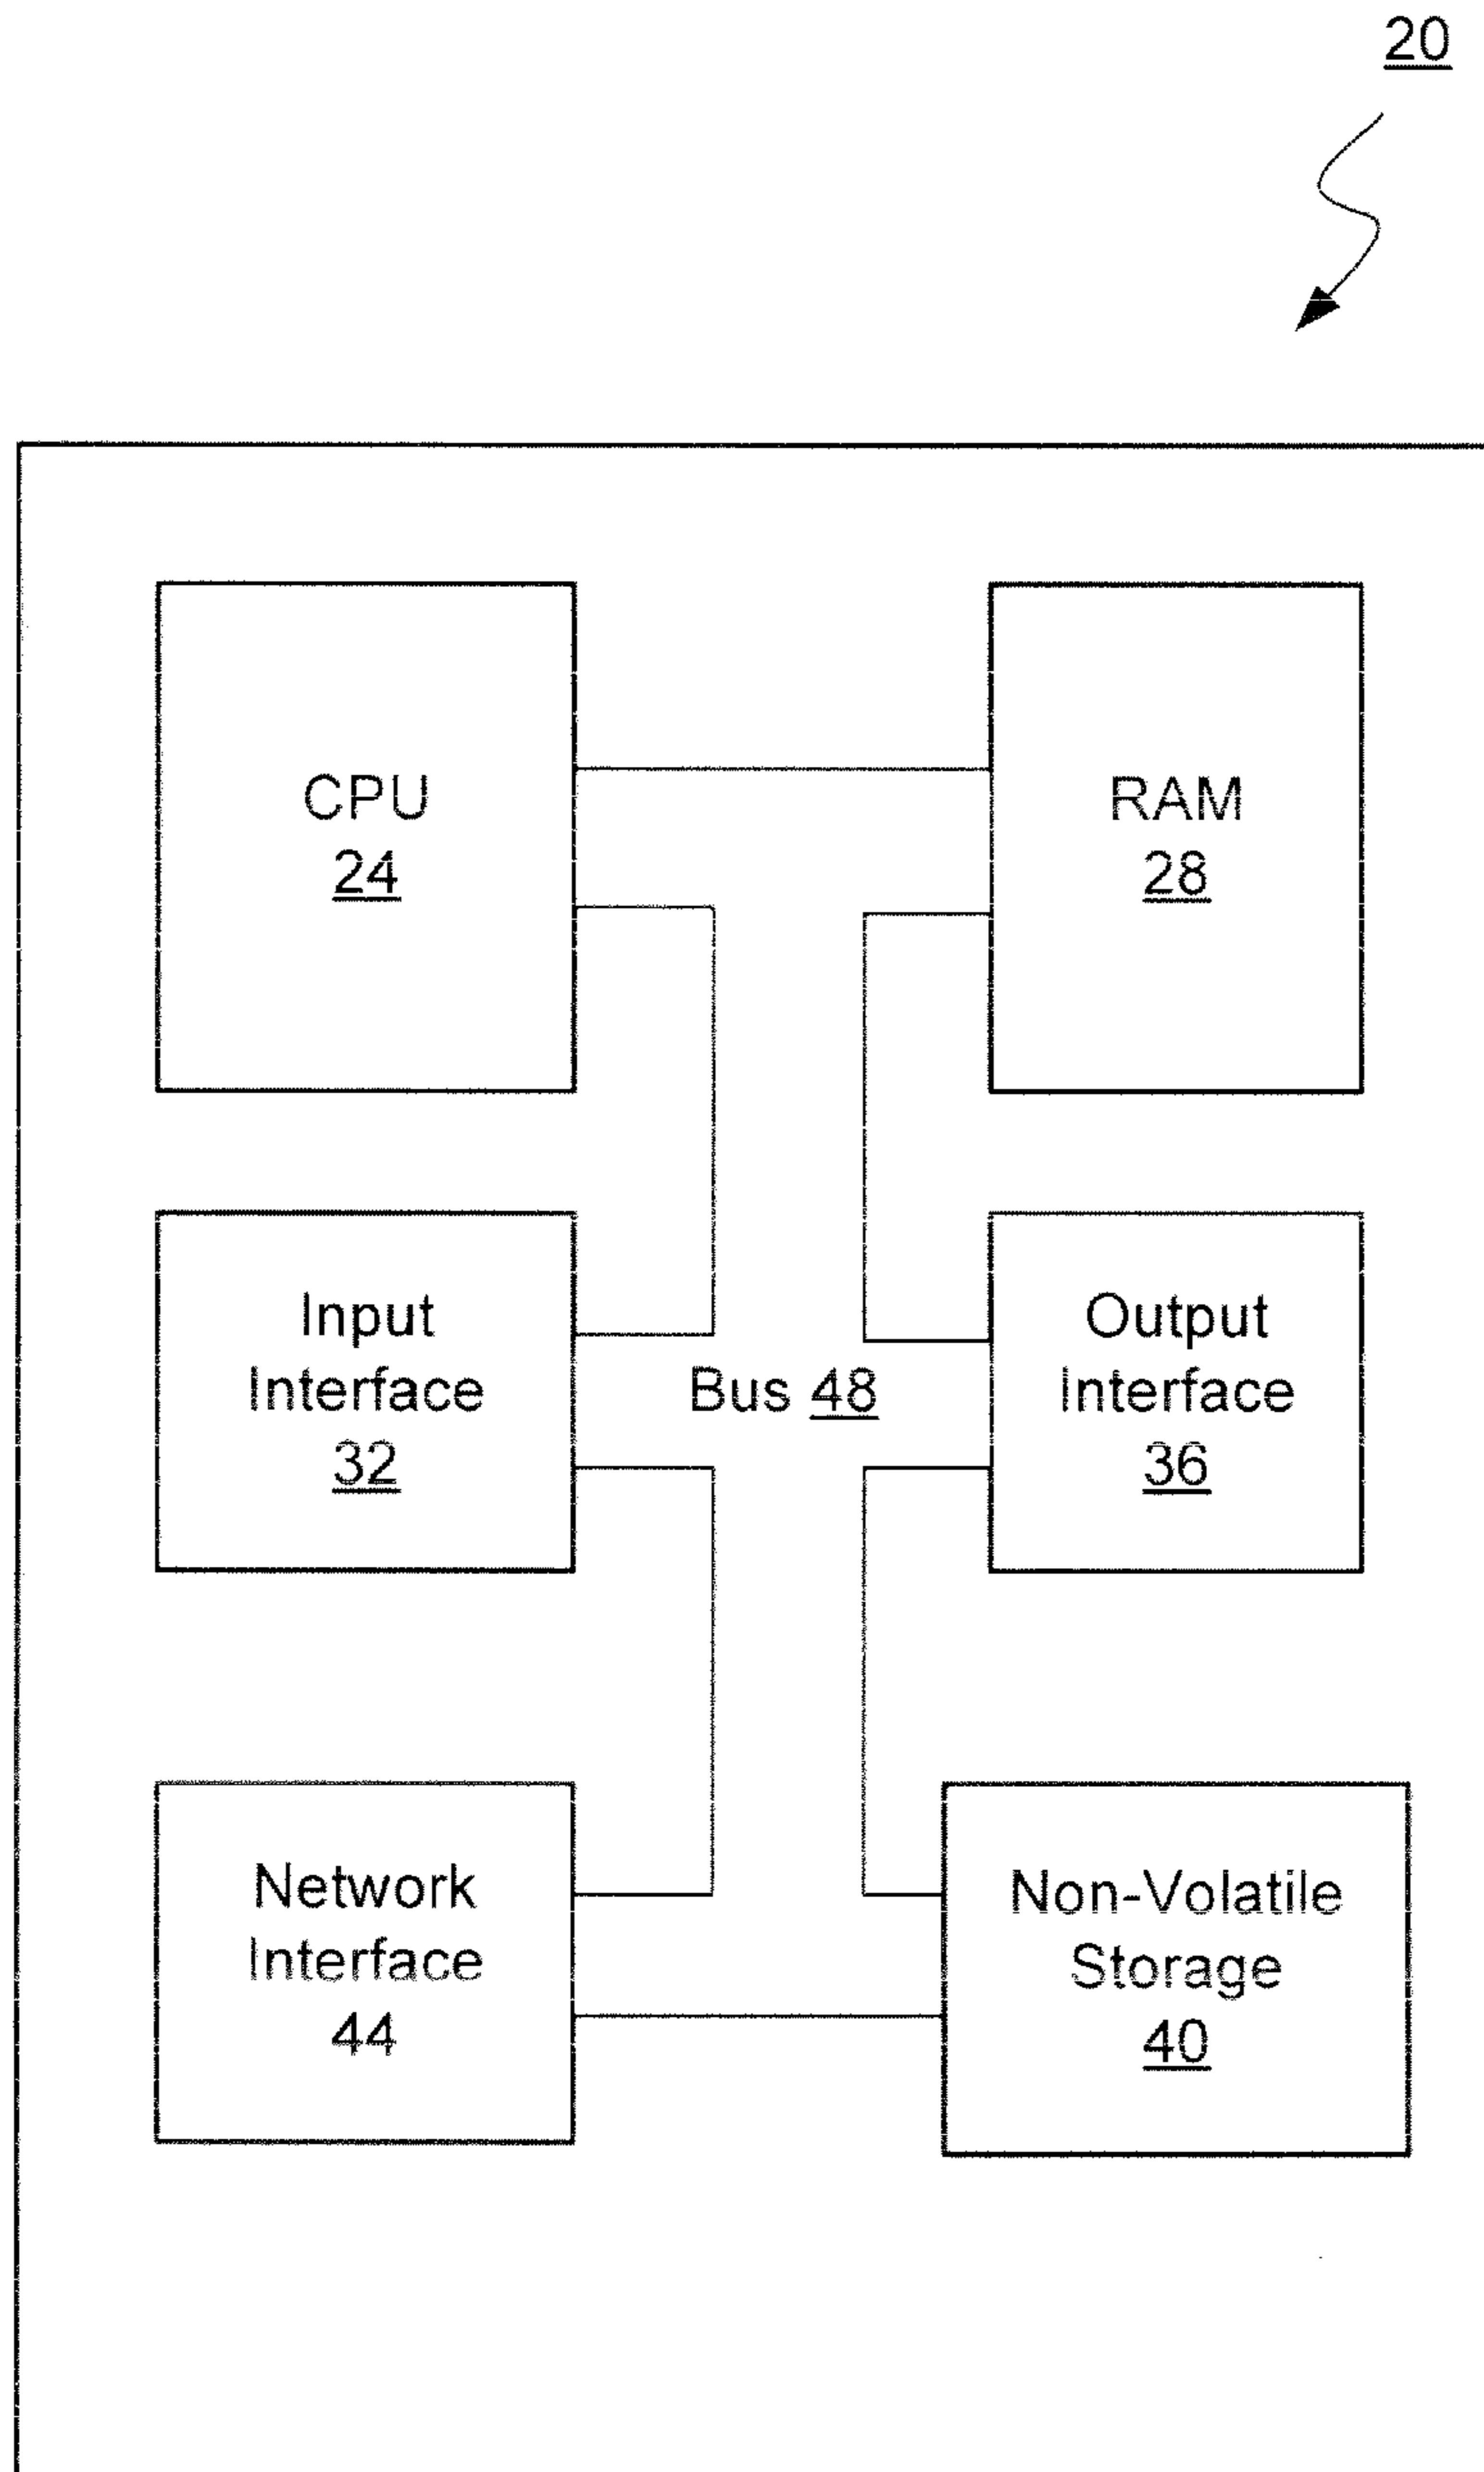 20
CPU
24
RAM
28
Input
Interface
32
Bus 48
Output
Interface
36
Network
Interface
44
Non-Volatile
Storage
40